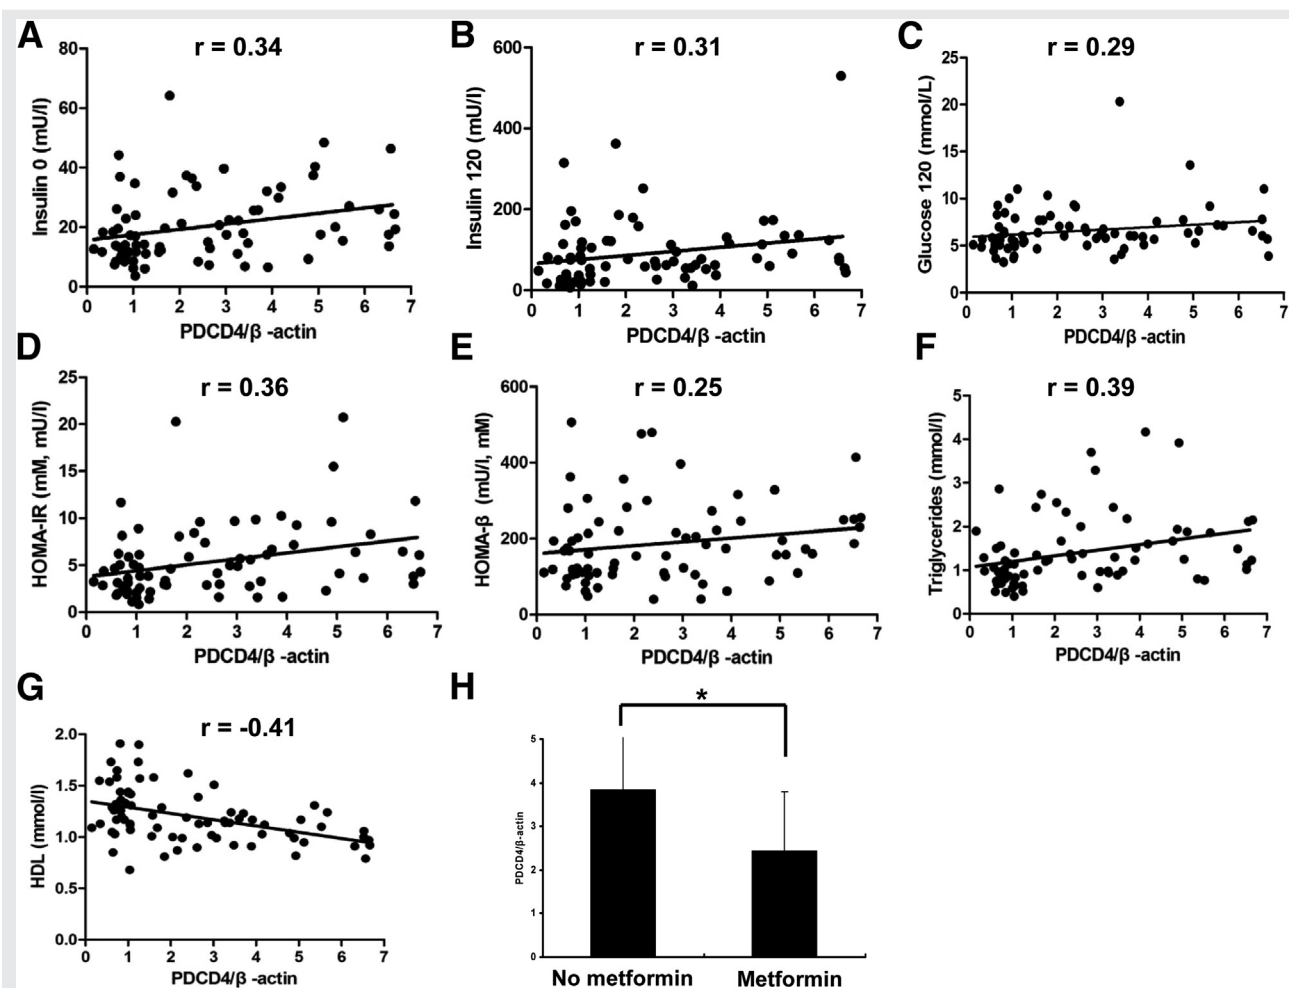 A
r = 0.34
80
60
40
20
0
Insulin 0 (mU/l)
0 1 2 3 4 5 6 7
PDCD4/β -actin
B
r = 0.31
600
400
200
0
Insulin 120 (mU/l)
0 1 2 3 4 5 6 7
PDCD4/β -actin
C
r = 0.29
25
20
15
10
5
0
Glucose 120 (mmol/L)
0 1 2 3 4 5 6 7
PDCD4/β -actin
D
r = 0.36
25
20
15
10
5
0
HOMA-IR (mM, mU/l)
0 1 2 3 4 5 6 7
PDCD4/β -actin
E
r = 0.25
600
400
200
0
HOMA-β (mU/l, mM)
0 1 2 3 4 5 6 7
PDCD4/β -actin
F
r = 0.39
5
4
3
2
1
0
Triglycerides (mmol/l)
0 1 2 3 4 5 6 7
PDCD4/β -actin
G
r = -0.41
2.0
1.5
1.0
0.5
0.0
HDL (mmol/l)
0 1 2 3 4 5 6 7
PDCD4/β -actin
H
*
5
4
3
2
1
0
PDCD4/β-actin
No metformin Metformin